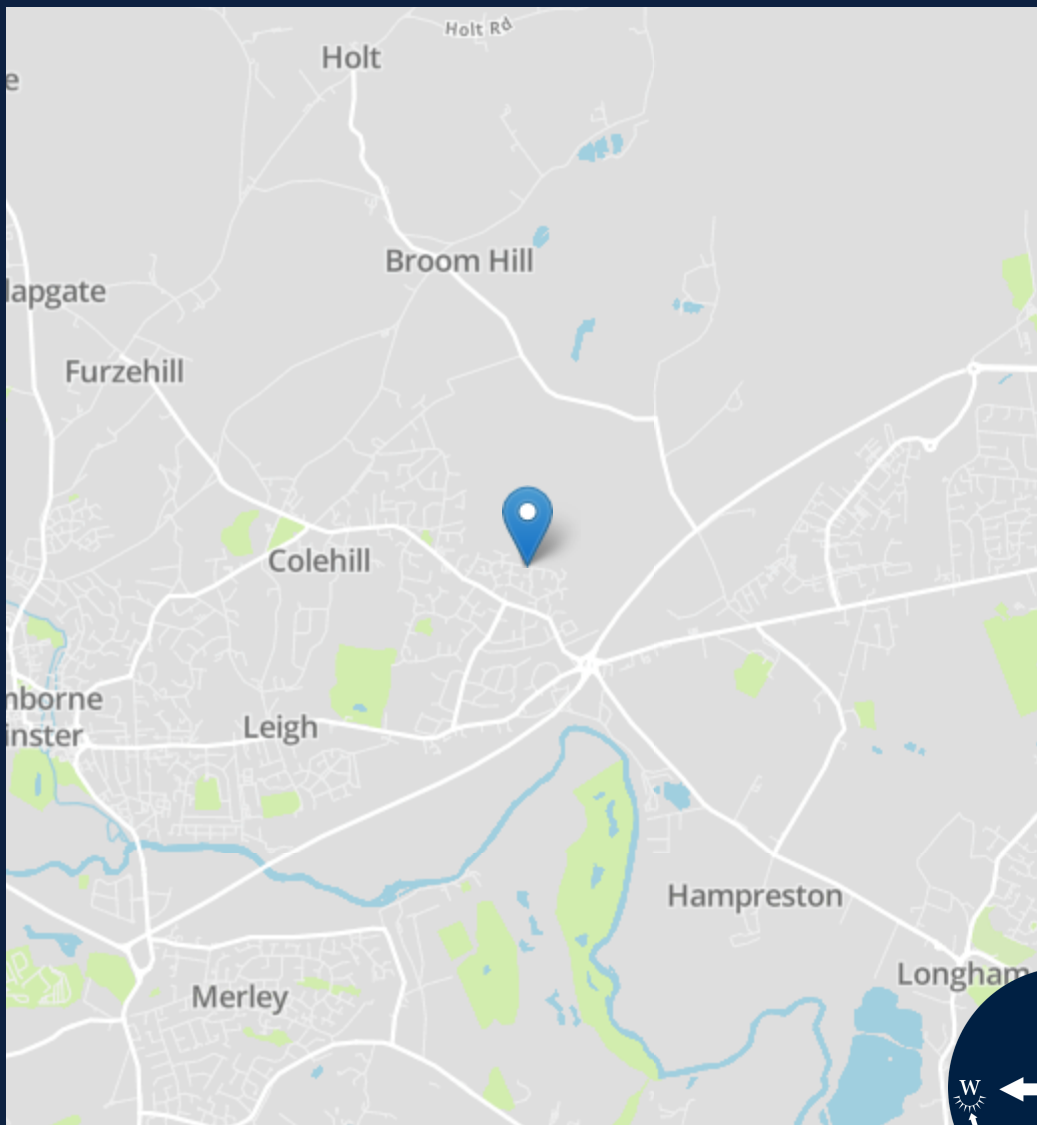 Holt Rd
Holt
e
Broom Hill
lapgate
Furzehill
Colehill
nborne
inster
Leigh
Hampreston
Longham
Merley
W